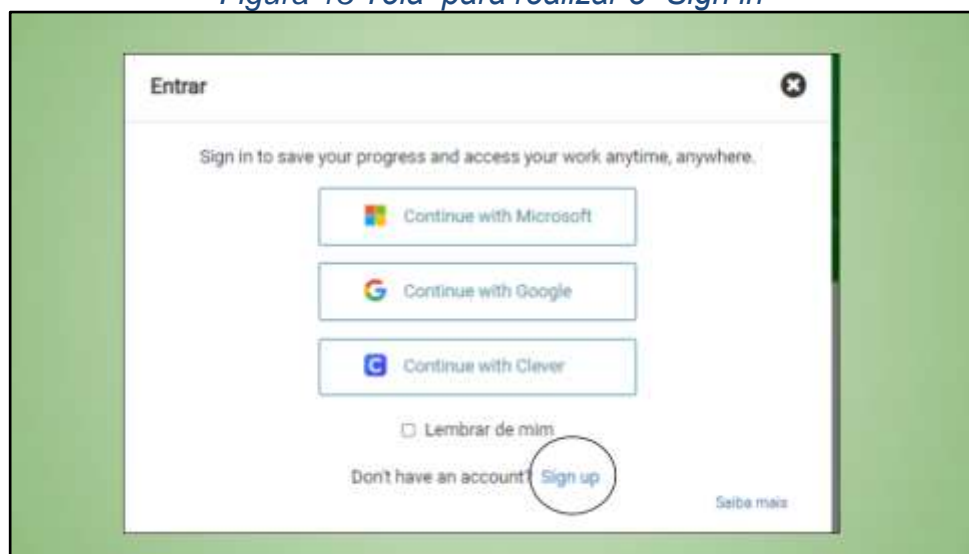 Figura 18 Tela para realizar o Sign in
Entrar
Sign in to save your progress and access your work anytime, anywhere.
Continue with Microsoft
Continue with Google
Continue with Clever
Lembrar de mim
Don't have an account? Sign up
Saiba mais